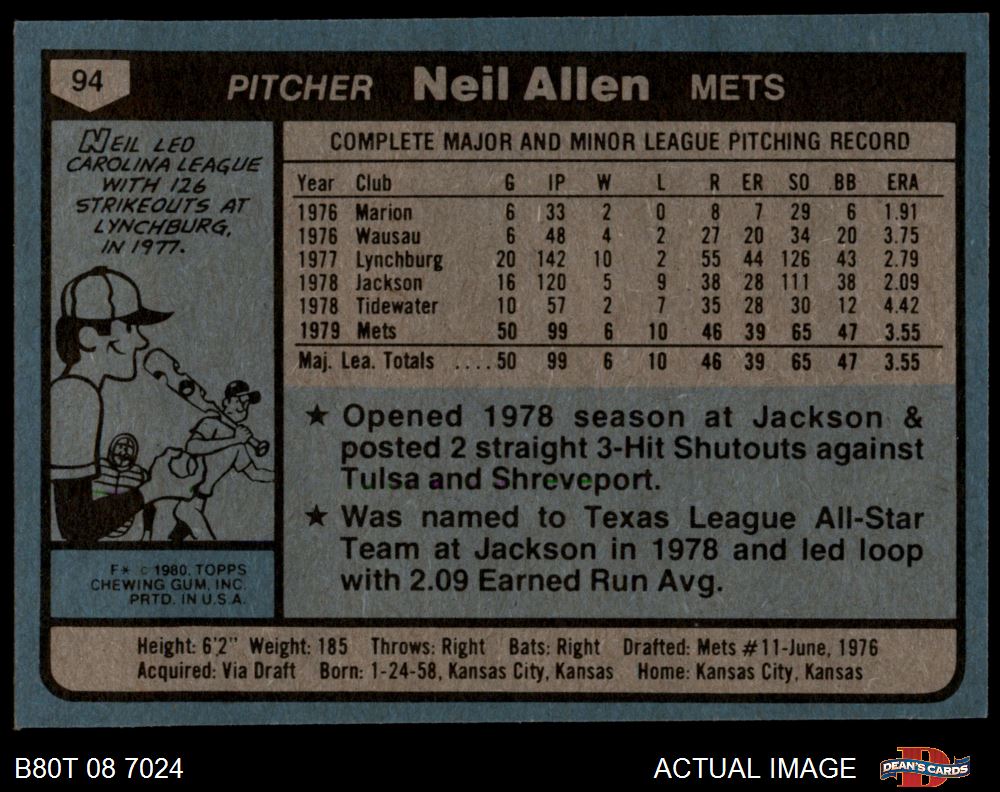 94
PITCHER Neil Allen METS
NEIL LED
CAROLINA LEAGUE
WITH 126
STRIKEOUTS AT
LYNCHBURG,
IN 1977.
COMPLETE MAJOR AND MINOR LEAGUE PITCHING RECORD
Year Club G IP W L R ER SO BB ERA
1976 Marion 6 33 2 0 8 7 29 6 1.91
1976 Wausau 6 48 4 2 27 20 34 20 3.75
1977 Lynchburg 20 142 10 2 55 44 126 43 2.79
1978 Jackson 16 120 5 9 38 28 111 38 2.09
1978 Tidewater 10 57 2 7 35 28 30 12 4.42
1979 Mets 50 99 6 10 46 39 65 47 3.55
Maj. Lea. Totals ....50 99 6 10 46 39 65 47 3.55
★ Opened 1978 season at Jackson &
posted 2 straight 3-Hit Shutouts against
Tulsa and Shreveport.
★ Was named to Texas League All-Star
Team at Jackson in 1978 and led loop
with 2.09 Earned Run Avg.
F* © 1980, TOPPS
CHEWING GUM, INC.
PRTD. IN U.S.A.
Height: 6'2" Weight: 185 Throws: Right Bats: Right Drafted: Mets #11-June, 1976
Acquired: Via Draft Born: 1-24-58, Kansas City, Kansas Home: Kansas City, Kansas
B80T 08 7024
ACTUAL IMAGE
D
DEAN'S CARDS